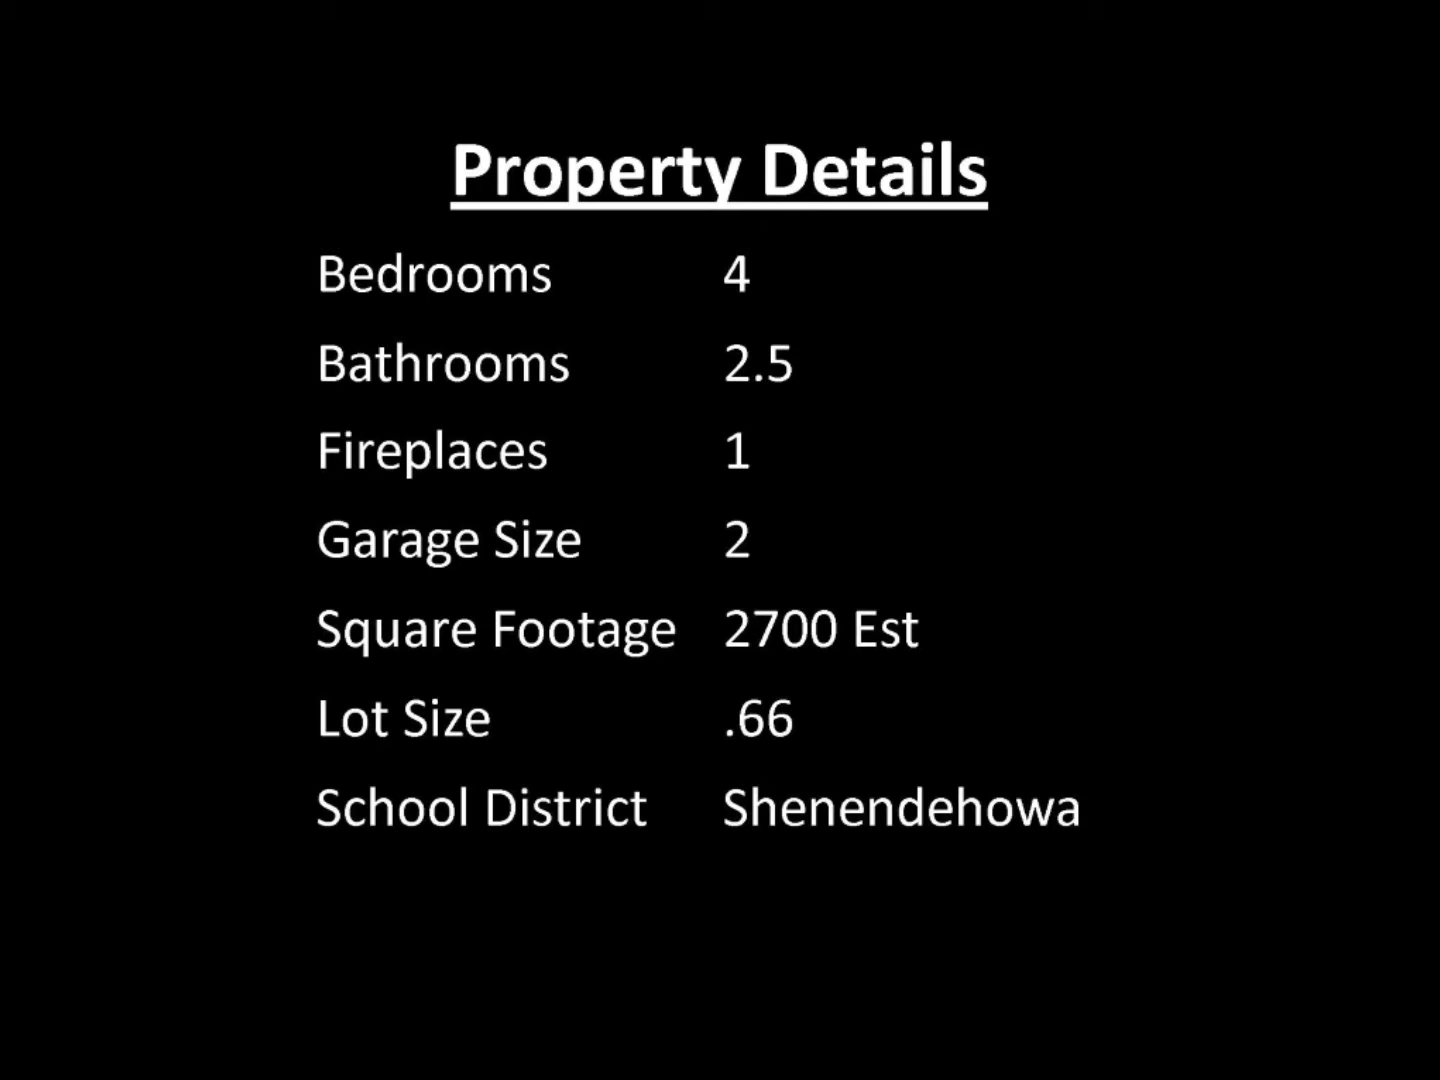 Property Details
Bedrooms 4
Bathrooms 2.5
Fireplaces 1
Garage Size 2
Square Footage 2700 Est
Lot Size .66
School District Shenendehowa